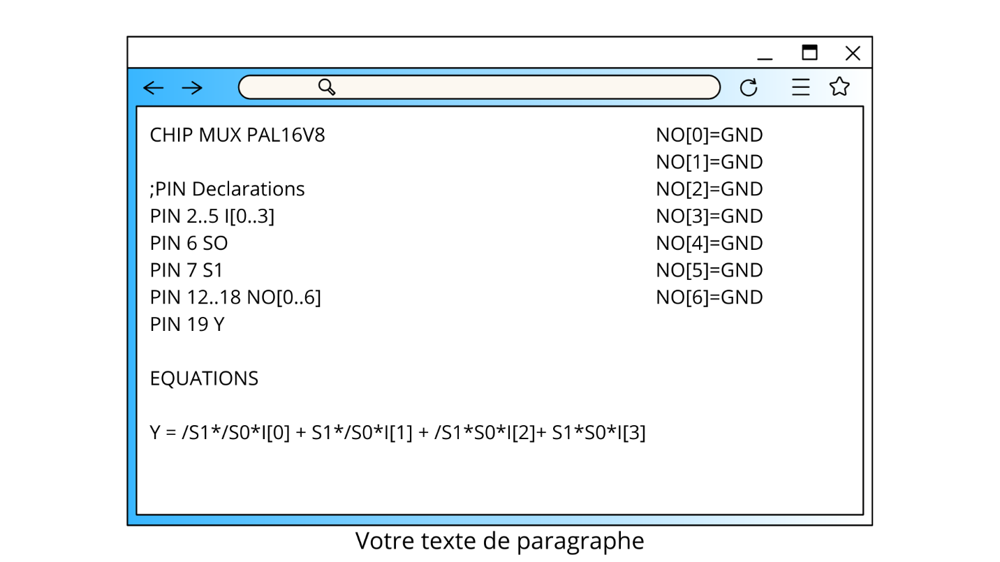 CHIP MUX PAL16V8
;PIN Declarations
PIN 2..5 I[0..3]
PIN 6 SO
PIN 7 S1
PIN 12..18 NO[0..6]
PIN 19 Y
EQUATIONS
Y = /S1*/S0*I[0] + S1*/S0*I[1] + /S1*S0*I[2]+ S1*S0*I[3]
NO[0]=GND
NO[1]=GND
NO[2]=GND
NO[3]=GND
NO[4]=GND
NO[5]=GND
NO[6]=GND
Votre texte de paragraphe